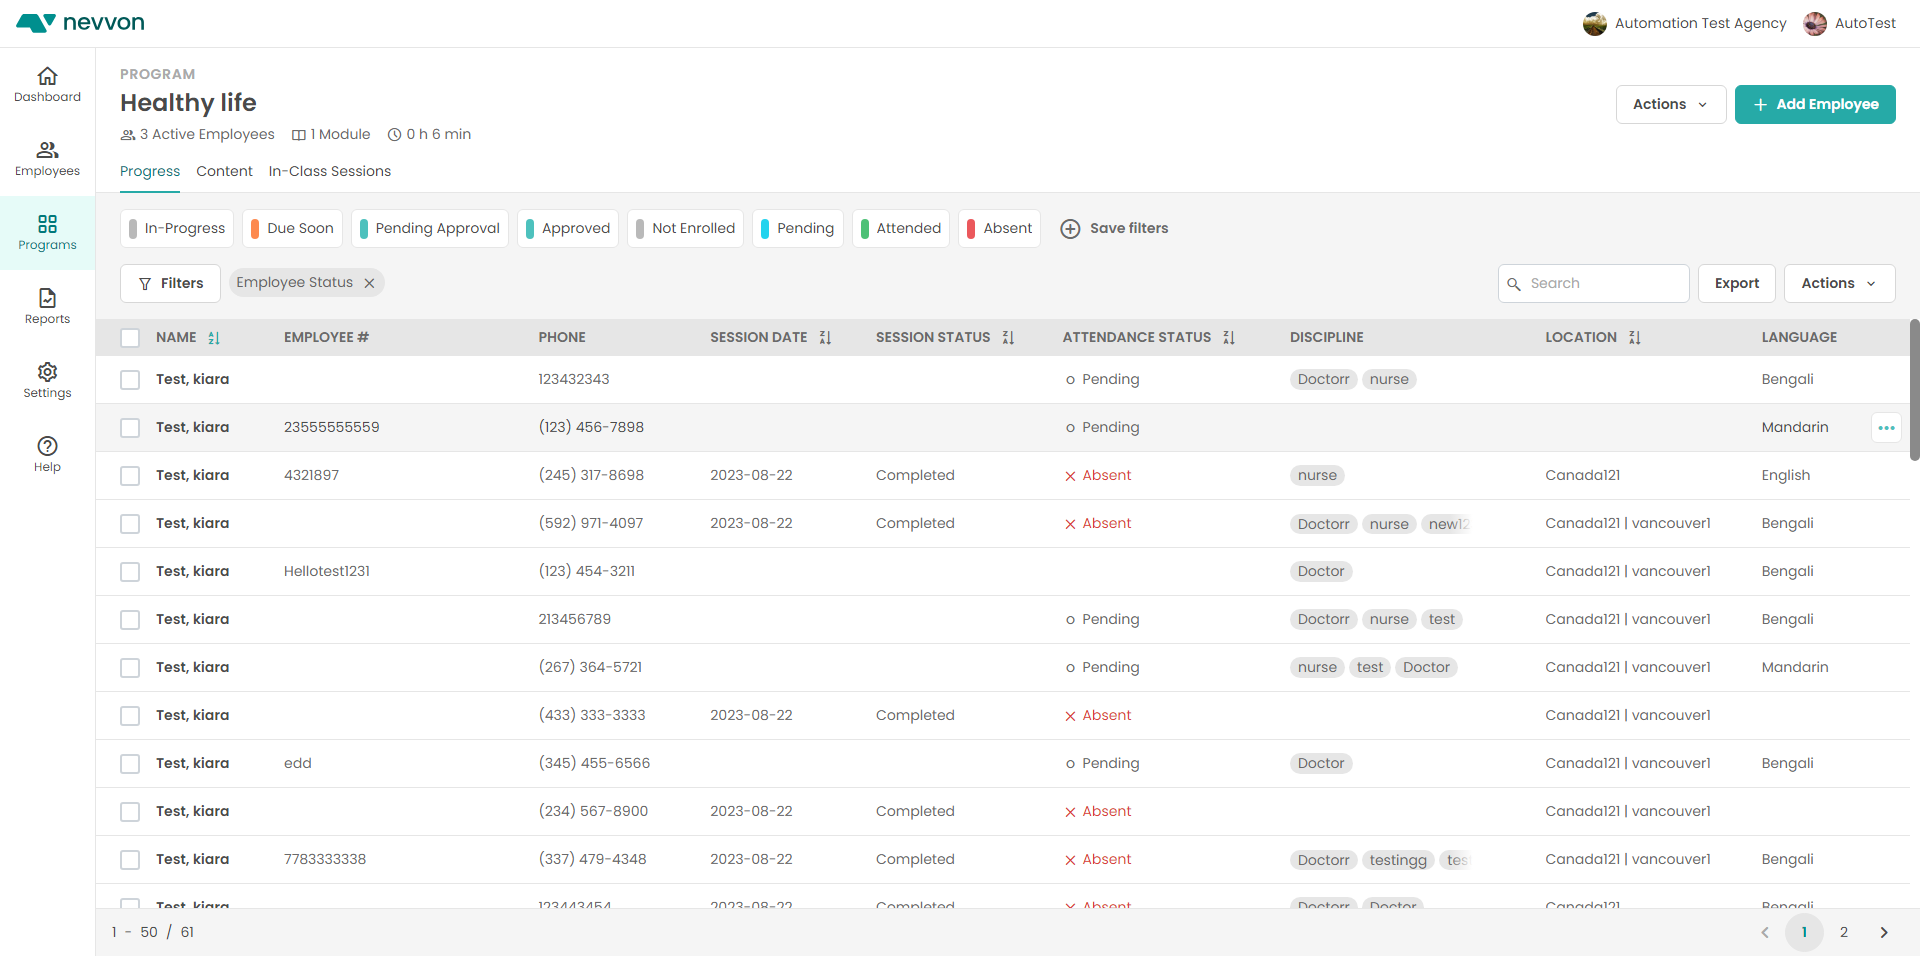 nevvon
Automation Test Agency AutoTest
Dashboard
Employees
Programs
Reports
Settings
Help
PROGRAM
Healthy life
3 Active Employees 1 Module 0 h 6 min
Actions + Add Employee
Progress Content In-Class Sessions
In-Progress Due Soon Pending Approval Approved Not Enrolled Pending Attended Absent Save filters
Filters Employee Status Search Export Actions
NAME EMPLOYEE # PHONE SESSION DATE SESSION STATUS ATTENDANCE STATUS DISCIPLINE LOCATION LANGUAGE
Test, kiara 123432343 Pending Doctorr nurse Bengali
Test, kiara 23555555559 (123) 456-7898 Pending Mandarin
Test, kiara 4321897 (245) 317-8698 2023-08-22 Completed Absent nurse Canada121 English
Test, kiara (592) 971-4097 2023-08-22 Completed Absent Doctorr nurse new12 Canada121 | vancouver1 Bengali
Test, kiara Hellotest1231 (123) 454-3211 Doctor Canada121 | vancouver1 Bengali
Test, kiara 213456789 Pending Doctorr nurse test Canada121 | vancouver1 Bengali
Test, kiara (267) 364-5721 Pending nurse test Doctor Canada121 | vancouver1 Mandarin
Test, kiara (433) 333-3333 2023-08-22 Completed Absent Canada121 | vancouver1
Test, kiara edd (345) 455-6566 Pending Doctor Canada121 | vancouver1 Bengali
Test, kiara (234) 567-8900 2023-08-22 Completed Absent Canada121 | vancouver1
Test, kiara 7783333338 (337) 479-4348 2023-08-22 Completed Absent Doctorr testingg tes Canada121 | vancouver1 Bengali
Test, kiara 123443454 2023-08-22 Completed Absent Doctorr Doctor Canada121 Bengali
1 - 50 / 61 1 2